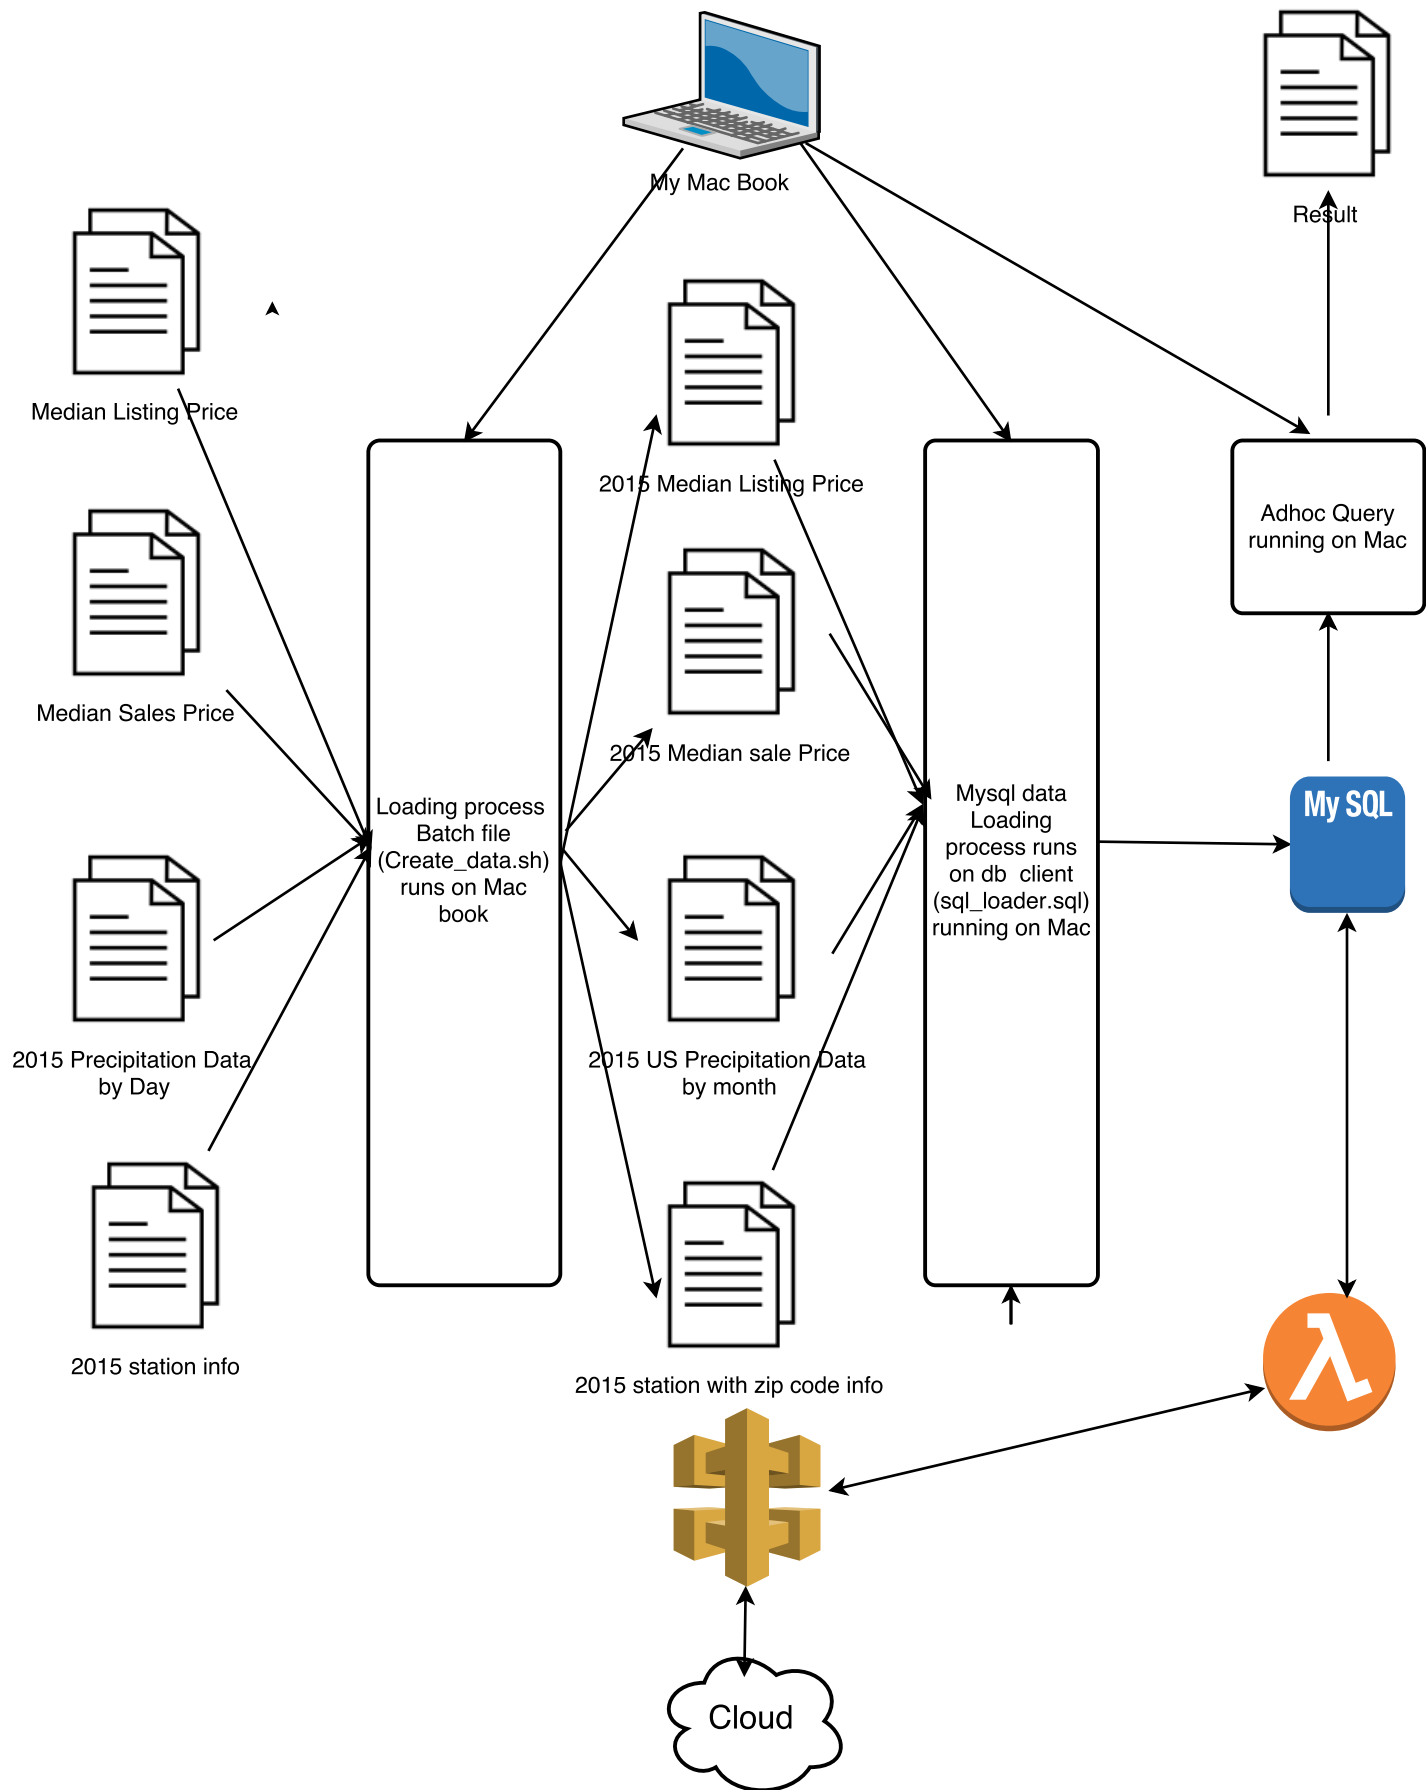 My Mac Book
Result
Median Listing Price
2015 Median Listing Price
Adhoc Query
running on Mac
Median Sales Price
2015 Median sale Price
Loading process
Batch file
(Create_data.sh)
runs on Mac
book
Mysql data
Loading
process runs
on db client
(sql_loader.sql)
running on Mac
My SQL
2015 Precipitation Data
by Day
2015 US Precipitation Data
by month
2015 station info
2015 station with zip code info
λ
Cloud